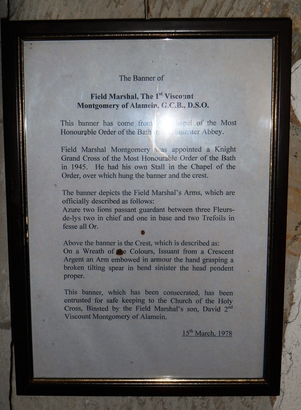 The Banner of
Field Marshal, The 1st Viscount
Montgomery of Alamein, G.C.B., D.S.O.
This banner has come from Chapel of the Most
Honourable Order of the Bath Abbey.
Field Marshal Montgomery was appointed a Knight
Grand Cross of the Most Honourable Order of the Bath
in 1945. He had his own Stall in the Chapel of the
Order, over which hung the banner and the crest.
The banner depicts the Field Marshal's Arms, which are
officially described as follows:
Azure two lions passant guardant between three Fleurs-
de-lys two in chief and one in base and two Trefoils in
fesse all Or.
Above the banner is the Crest, which is described as:
On a Wreath of Colours, Issuant from a Crescent
Argent an Arm embowed in armour the hand grasping a
broken tilting spear in bend sinister the head pendent
proper.
This banner, which has been consecrated, has been
entrusted for safe keeping to the Church of the Holy
Cross, Binsted by the Field Marshal's son, David 2nd
Viscount Montgomery of Alamein.
15th March, 1978